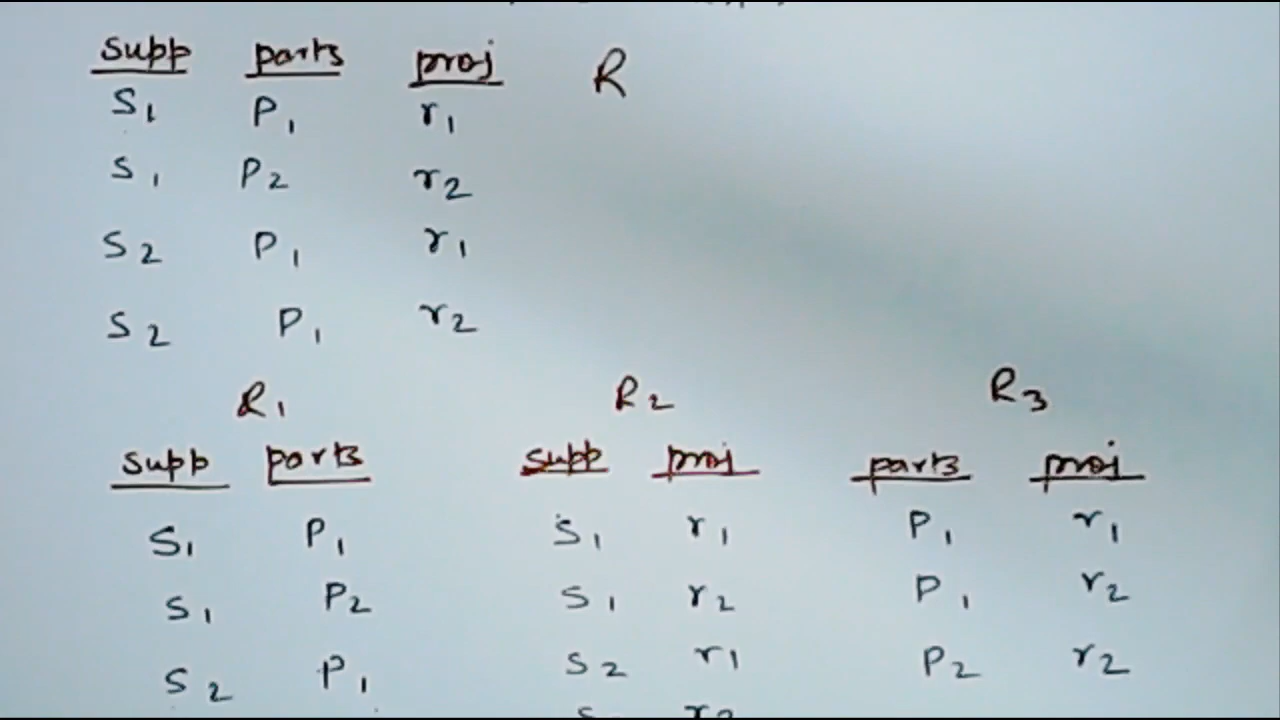 supp parts proj R
S1 P1 r1
S1 P2 r2
S2 P1 r1
S2 P1 r2
R1 R2 R3
supp parts supp proj parts proj
S1 P1 S1 r1 P1 r1
S1 P2 S1 r2 P1 r2
S2 P1 S2 r1 P2 r2